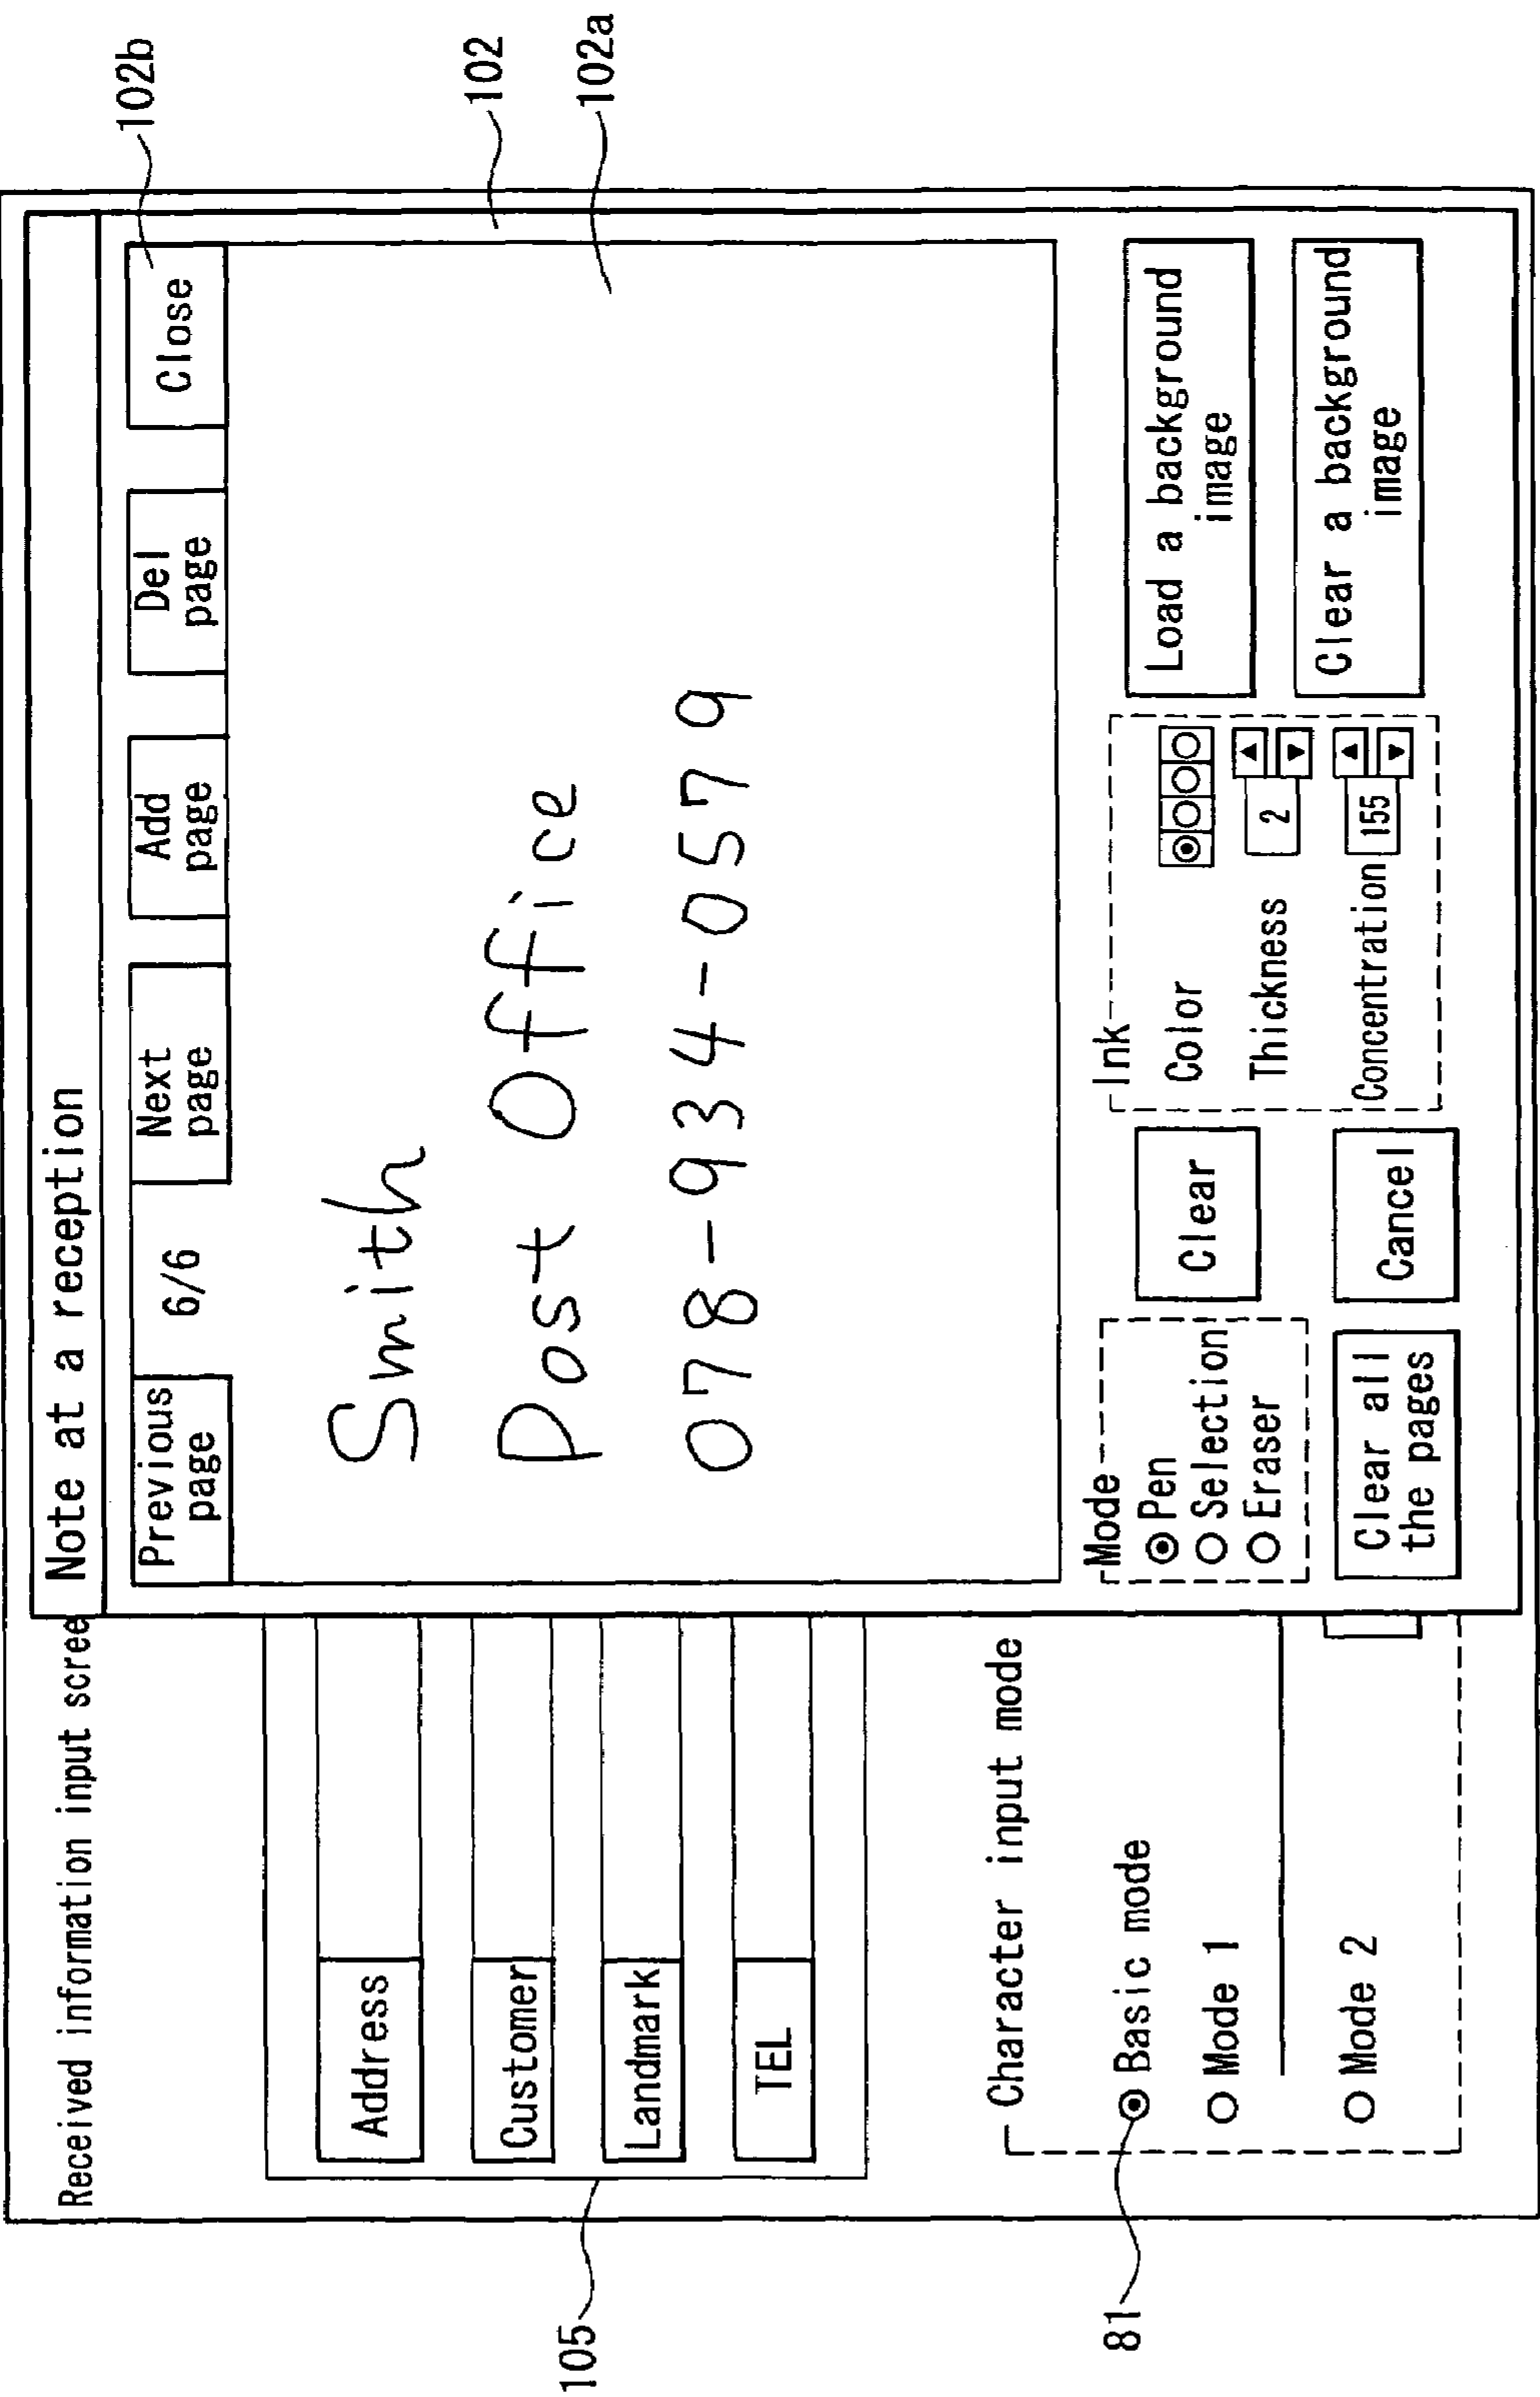 Received information input scree
Note at a reception
Previous page
6/6
Next page
Add page
Del page
Close
102b
102
102a
Smith
Post Office
078-934-0579
Address
Customer
Landmark
TEL
105
Character input mode
Basic mode
Mode 1
Mode 2
81
Mode
Pen
Selection
Eraser
Clear
Clear all
the pages
Cancel
Ink
Color
Thickness
2
Concentration
155
Load a background
image
Clear a background
image